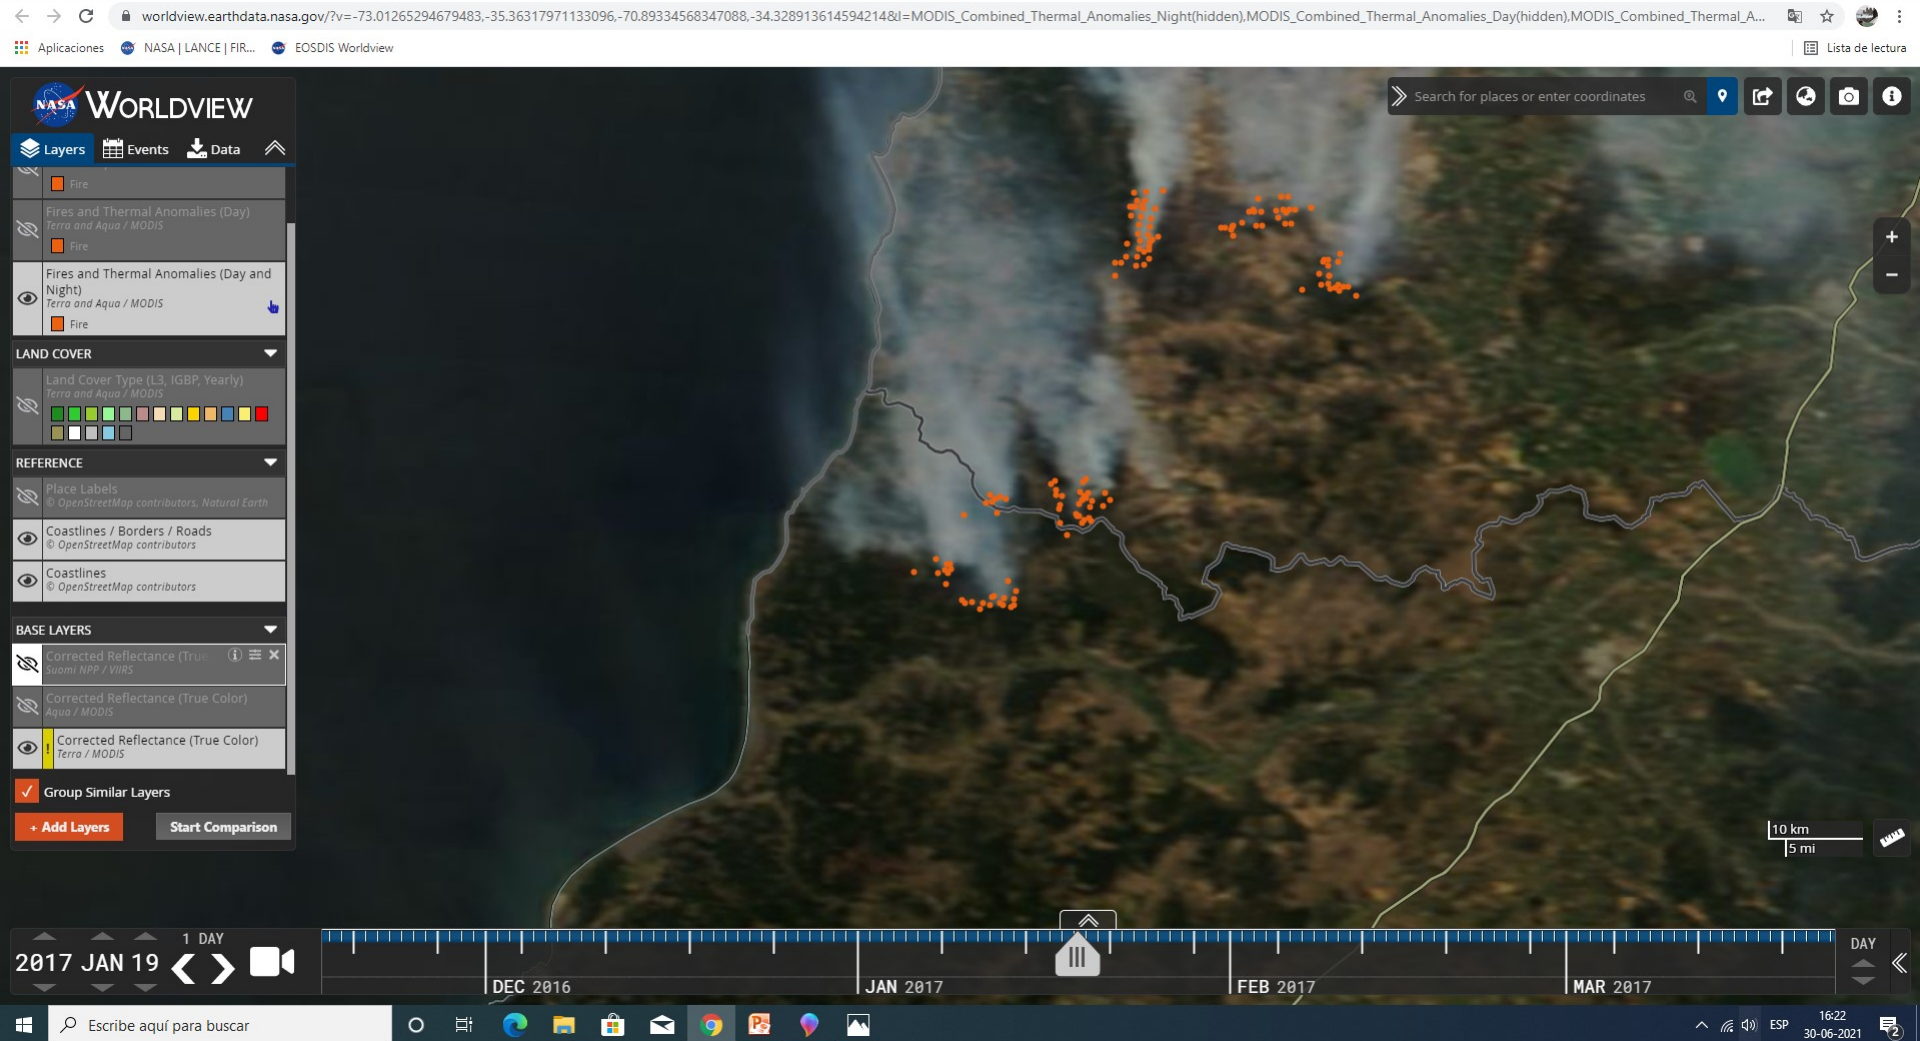 worldview.earthdata.nasa.gov/?v=-73.01265294679483,-35.36317971133096,-70.89334568347088,-34.328913614594214&l=MODIS_Combined_Thermal_Anomalies_Night(hidden),MODIS_Combined_Thermal_Anomalies_Day(hidden),MODIS_Combined_Thermal_A...
Aplicaciones NASA | LANCE | FIR... EOSDIS Worldview Lista de lectura
NASA WORLDVIEW
Search for places or enter coordinates
Layers Events Data
Fire
Fires and Thermal Anomalies (Day)
Terra and Aqua / MODIS
Fire
Fires and Thermal Anomalies (Day and
Night)
Terra and Aqua / MODIS
Fire
LAND COVER
Land Cover Type (L3, IGBP, Yearly)
Terra and Aqua / MODIS
REFERENCE
Place Labels
© OpenStreetMap contributors, Natural Earth
Coastlines / Borders / Roads
© OpenStreetMap contributors
Coastlines
© OpenStreetMap contributors
BASE LAYERS
Corrected Reflectance (True
Suomi NPP / VIIRS
Corrected Reflectance (True Color)
Aqua / MODIS
! Corrected Reflectance (True Color)
Terra / MODIS
Group Similar Layers
+ Add Layers Start Comparison
10 km
5 mi
1 DAY
2017 JAN 19
DEC 2016 JAN 2017 FEB 2017 MAR 2017
DAY
Escribe aquí para buscar
ESP
16:22
30-06-2021
2